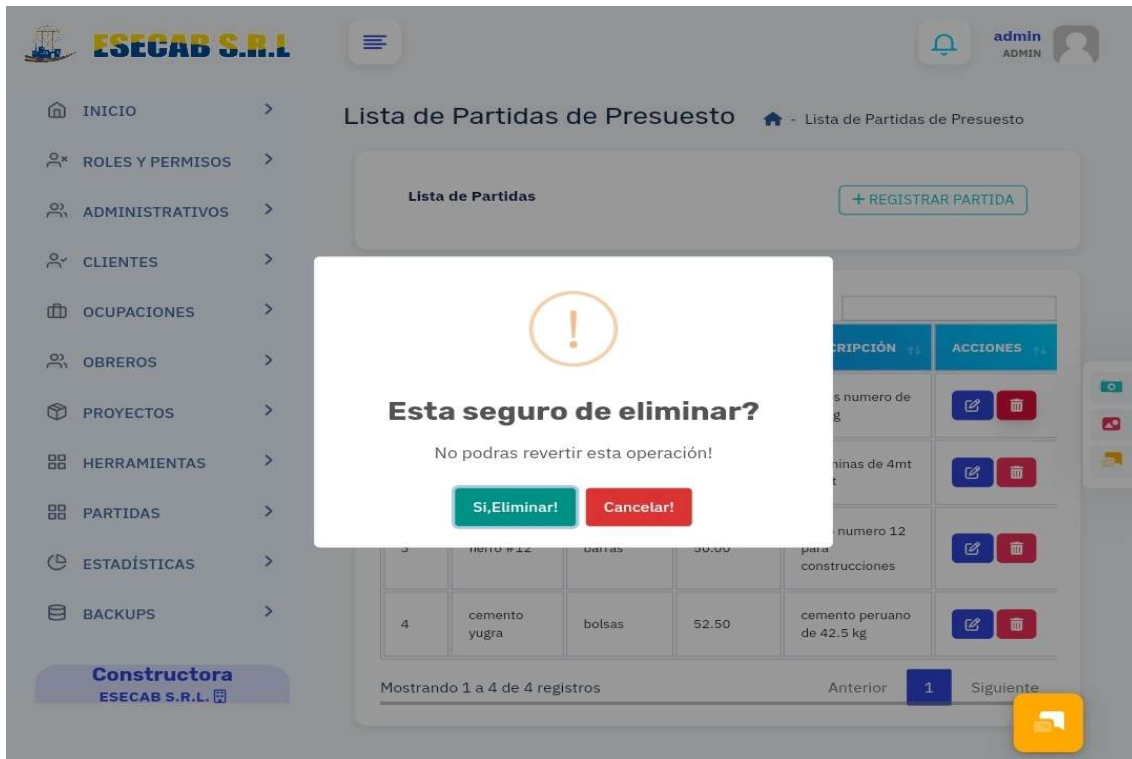 ESECAB S.R.L
admin
ADMIN
INICIO
ROLES Y PERMISOS
ADMINISTRATIVOS
CLIENTES
OCUPACIONES
OBREROS
PROYECTOS
HERRAMIENTAS
PARTIDAS
ESTADÍSTICAS
BACKUPS
Constructora
ESECAB S.R.L.
Lista de Partidas de Presuesto - Lista de Partidas de Presuesto
Lista de Partidas
+ REGISTRAR PARTIDA
ACCIONES
numero de
de 4mt
!
Esta seguro de eliminar?
No podras revertir esta operación!
Si,Eliminar!
Cancelar!
numero 12
para
construcciones
barras
50.00
4
cemento
yugra
bolsas
52.50
cemento peruano
de 42.5 kg
Mostrando 1 a 4 de 4 registros
Anterior
1
Siguiente